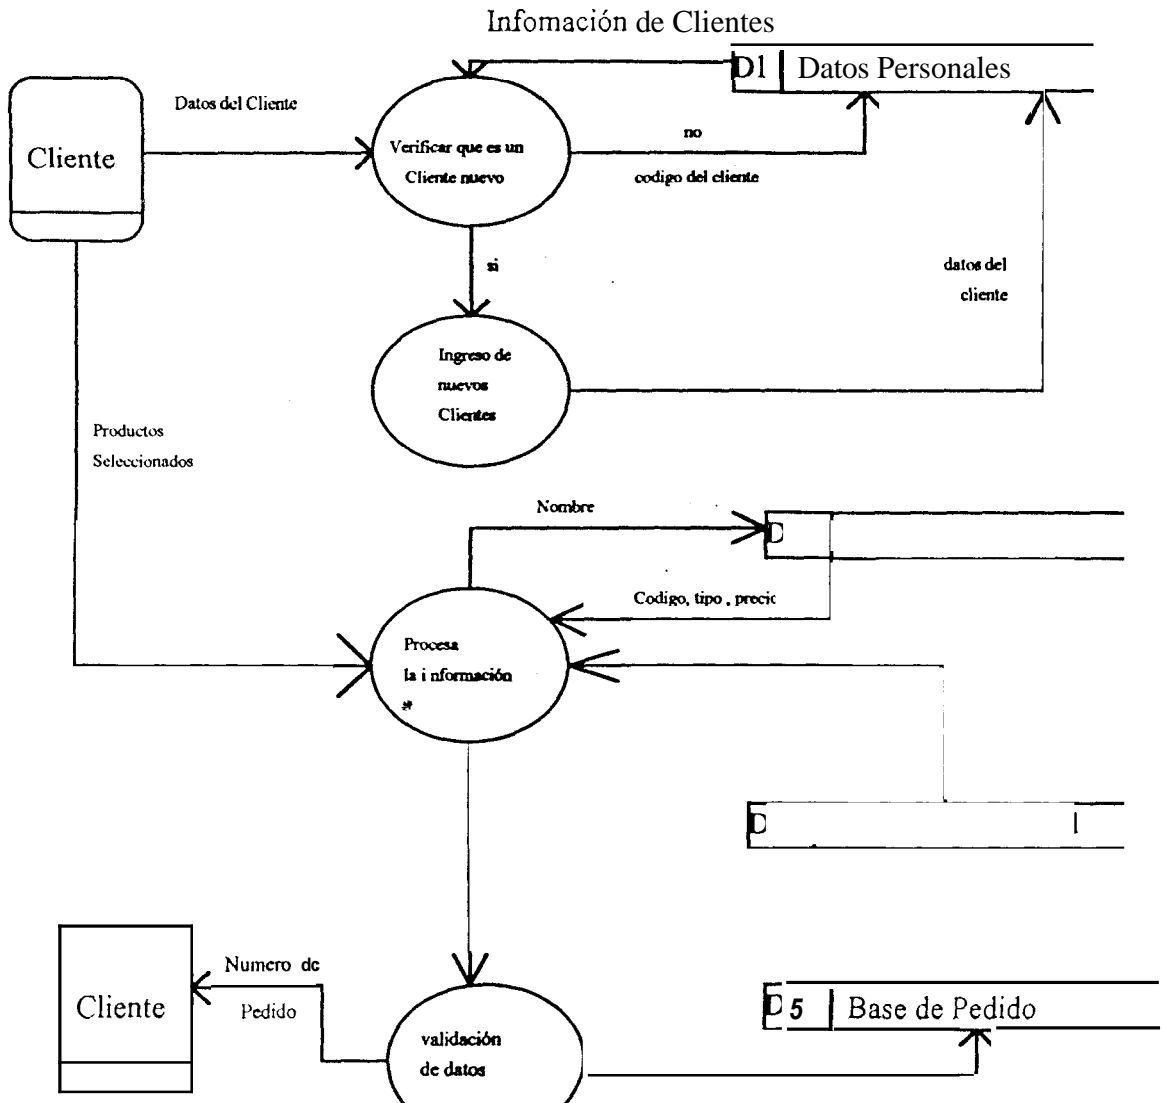 Infomación de Clientes
D1 Datos Personales
Datos del Cliente
Cliente
Verificar que es un
Cliente nuevo
no
codigo del cliente
si
datos del
cliente
Ingreso de
nuevos
Clientes
Productos
Seleccionados
Nombre
D
Codigo, tipo , precio
Procesa
la i nformación
D
Numero de
Pedido
Cliente
validación
de datos
D 5 Base de Pedido